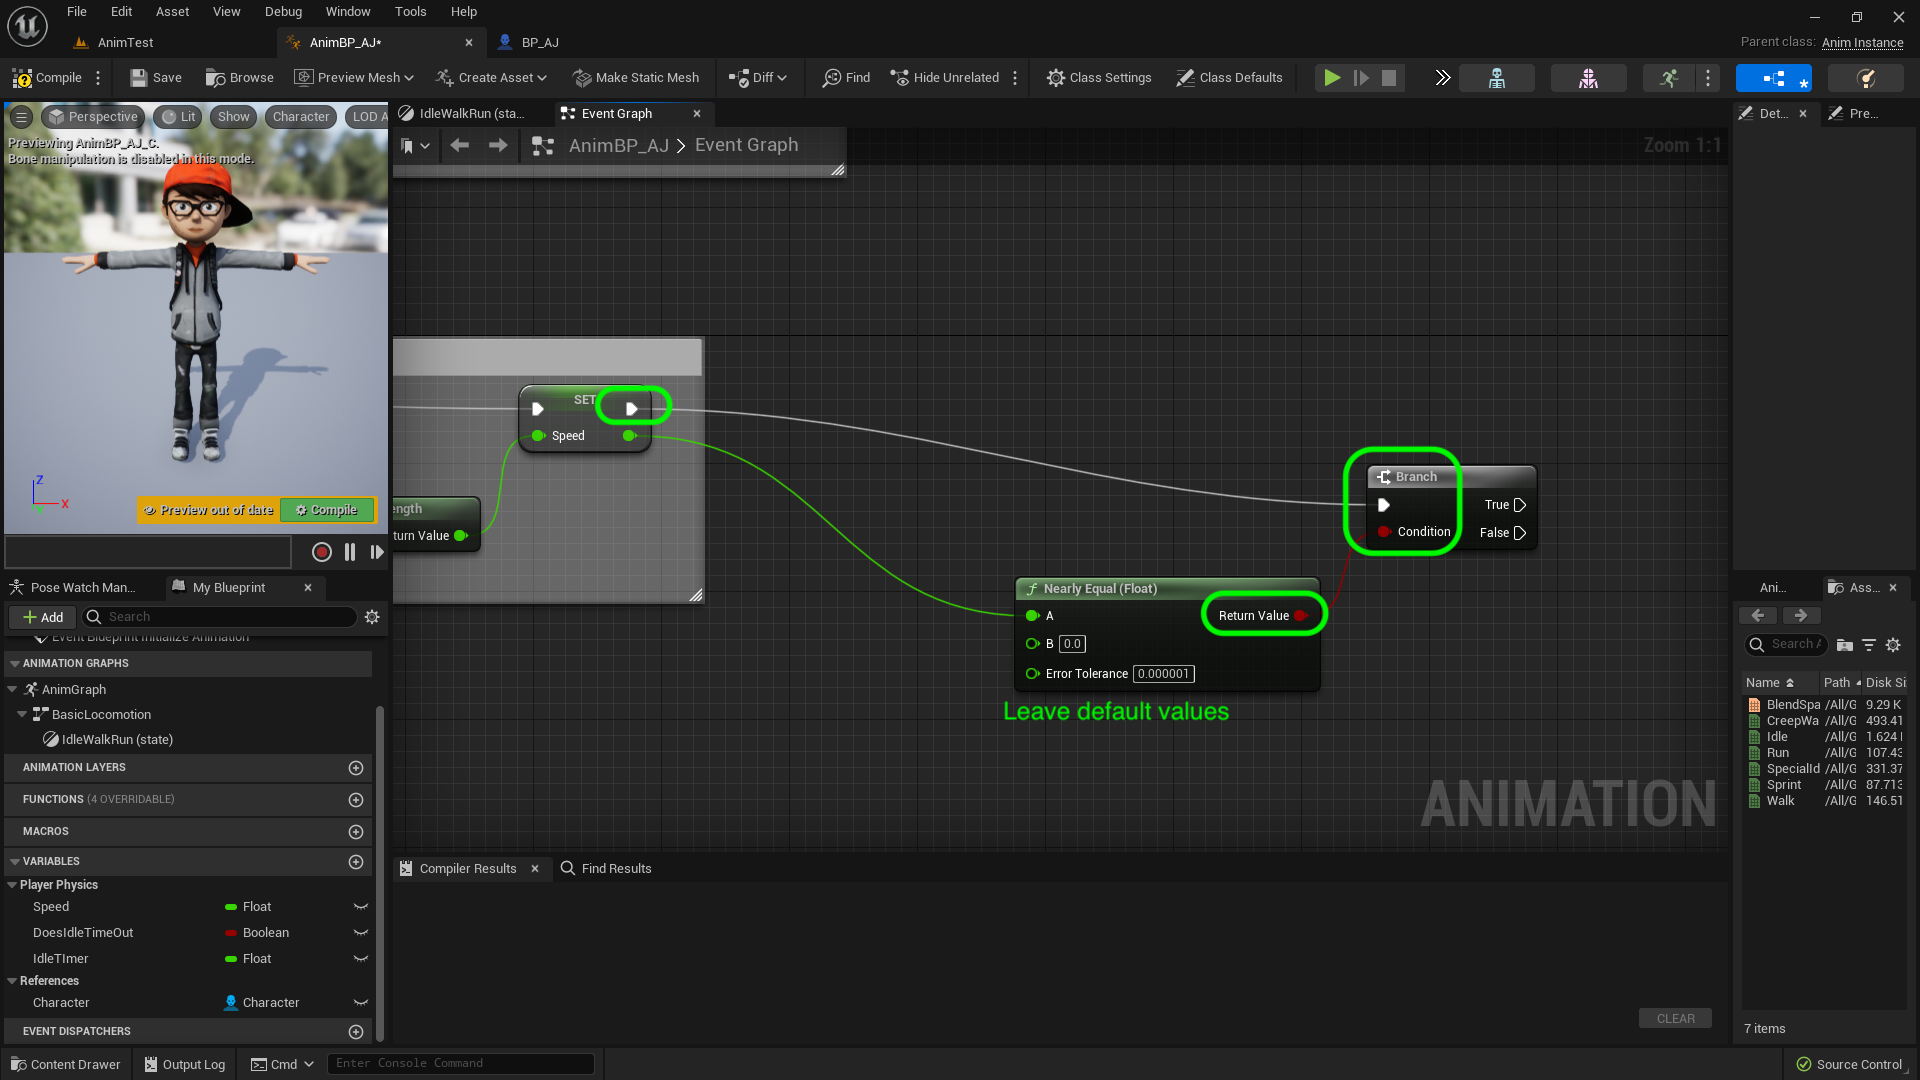 File Edit Asset View Debug Window Tools Help
AnimTest AnimBP_AJ* BP_AJ
Parent class: Anim Instance
Compile Save Browse Preview Mesh Create Asset Make Static Mesh Diff Find Hide Unrelated Class Settings Class Defaults
Perspective Lit Show Character LOD A
Previewing AnimBP_AJ_C.
Bone manipulation is disabled in this mode.
IdleWalkRun (sta... Event Graph
Det... Pre...
AnimBP_AJ > Event Graph
Zoom 1:1
SET
Speed
ength
turn Value
Branch
True
Condition
False
Nearly Equal (Float)
A
Return Value
B 0.0
Error Tolerance 0.000001
Leave default values
ANIMATION
Z
X
Y
Preview out of date Compile
Pose Watch Man... My Blueprint
Add Search
Event Blueprint Initialize Animation
ANIMATION GRAPHS
AnimGraph
BasicLocomotion
IdleWalkRun (state)
ANIMATION LAYERS
FUNCTIONS (4 OVERRIDABLE)
MACROS
VARIABLES
Player Physics
Speed Float
DoesIdleTimeOut Boolean
IdleTImer Float
References
Character Character
EVENT DISPATCHERS
Compiler Results Find Results
CLEAR
Ani... Ass...
Search A
Name Path Disk Si
BlendSpa /All/G 9.29 K
CreepWa /All/G 493.41
Idle /All/G 1.624
Run /All/G 107.43
SpecialId /All/G 331.37
Sprint /All/G 87.713
Walk /All/G 146.51
7 items
Content Drawer Output Log Cmd Enter Console Command
Source Control